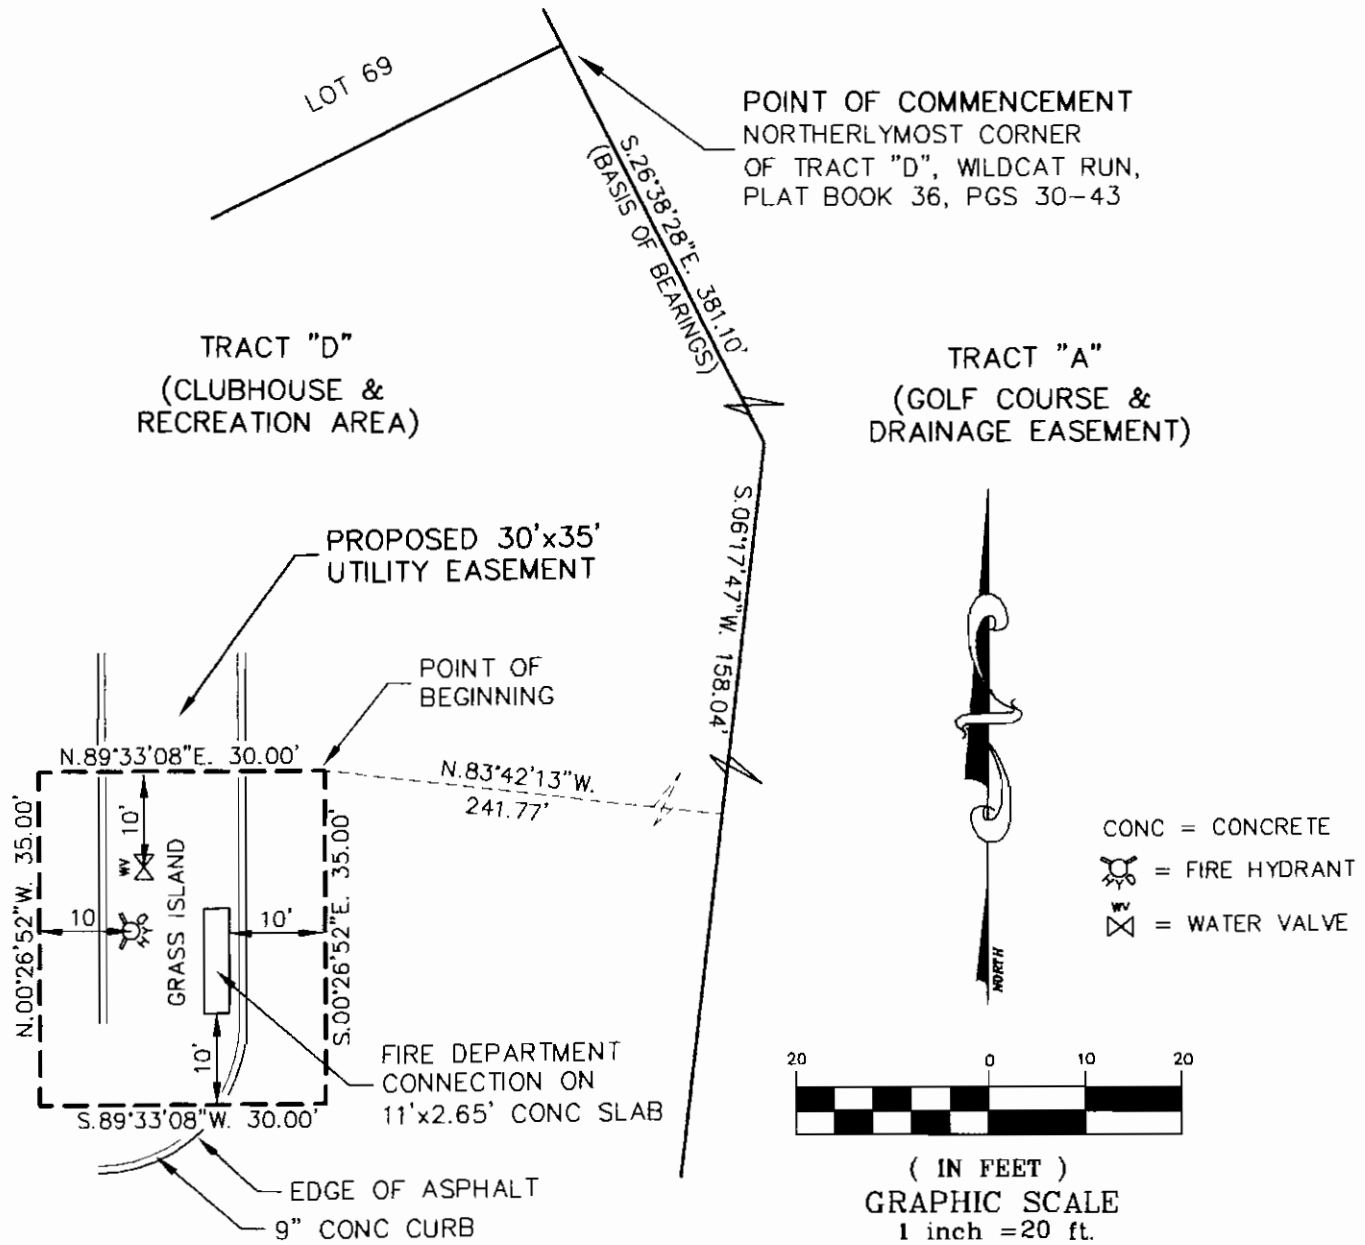 LOT 69
POINT OF COMMENCEMENT
NORTHERLYMOST CORNER
OF TRACT "D", WILDCAT RUN,
PLAT BOOK 36, PGS 30-43
S.26°38'28"E. 381.10'
(BASIS OF BEARINGS)
TRACT "D"
(CLUBHOUSE &
RECREATION AREA)
TRACT "A"
(GOLF COURSE &
DRAINAGE EASEMENT)
PROPOSED 30'x35'
UTILITY EASEMENT
S.06°17'47"W. 158.04'
POINT OF
BEGINNING
N.89°33'08"E. 30.00'
N.83°42'13"W.
241.77'
N.00°26'52"W. 35.00'
10'
WV
GRASS ISLAND
10
10'
S.00°26'52"E. 35.00'
10'
CONC = CONCRETE
= FIRE HYDRANT
WV
= WATER VALVE
NORTH
FIRE DEPARTMENT
CONNECTION ON
11'x2.65' CONC SLAB
S.89°33'08"W. 30.00'
EDGE OF ASPHALT
9" CONC CURB
20 0 10 20
( IN FEET )
GRAPHIC SCALE
1 inch =20 ft.